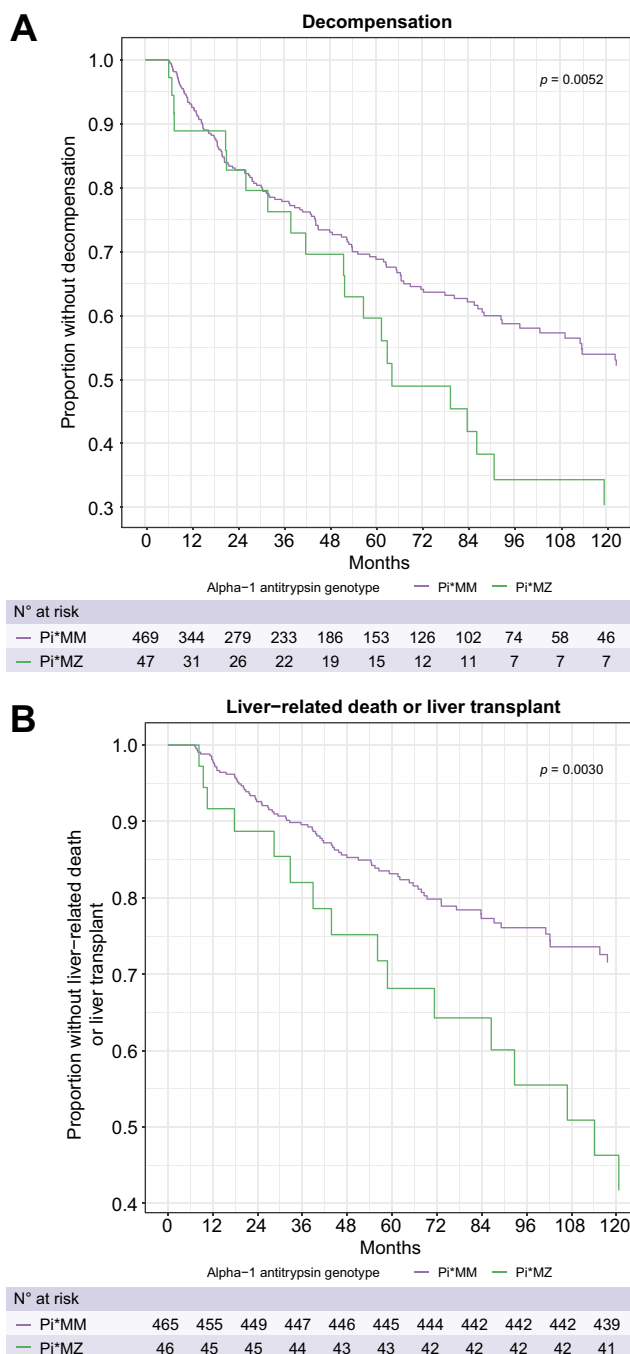 A
Decompensation
p = 0.0052
Proportion without decompensation
1.0
0.9
0.8
0.7
0.6
0.5
0.4
0.3
0 12 24 36 48 60 72 84 96 108 120
Months
Alpha−1 antitrypsin genotype Pi*MM Pi*MZ
N° at risk
Pi*MM 469 344 279 233 186 153 126 102 74 58 46
Pi*MZ 47 31 26 22 19 15 12 11 7 7 7
B
Liver−related death or liver transplant
p = 0.0030
Proportion without liver−related death
or liver transplant
1.0
0.9
0.8
0.7
0.6
0.5
0.4
0 12 24 36 48 60 72 84 96 108 120
Months
Alpha−1 antitrypsin genotype Pi*MM Pi*MZ
N° at risk
Pi*MM 465 455 449 447 446 445 444 442 442 442 439
Pi*MZ 46 45 45 44 43 43 42 42 42 42 41